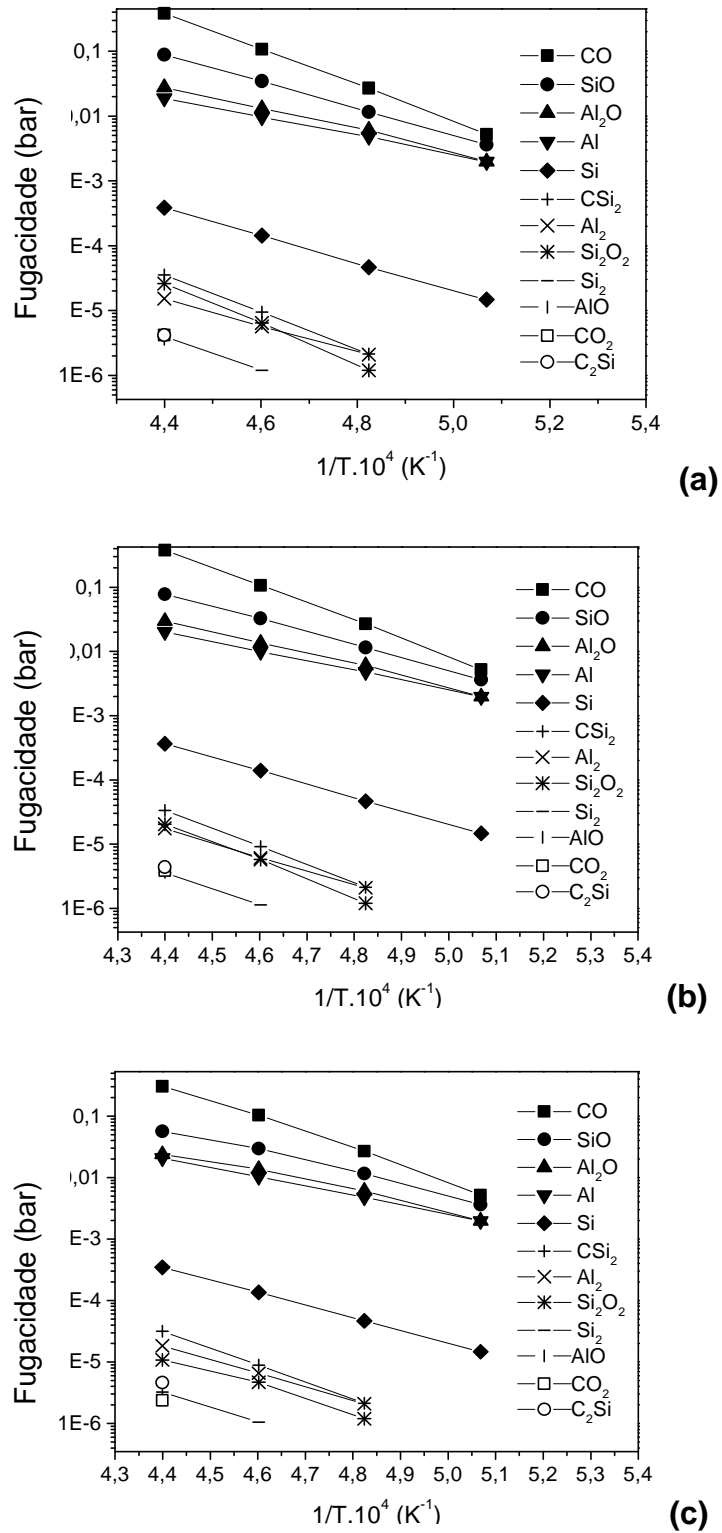 Fugacidade (bar)
0,1
,01
E-3
E-4
E-5
1E-6
4,4 4,6 4,8 5,0 5,2 5,4
1/T.10⁴ (K⁻¹)
CO
SiO
Al₂O
Al
Si
CSi₂
Al₂
Si₂O₂
Si₂
AlO
CO₂
C₂Si
(a)
Fugacidade (bar)
0,1
,01
E-3
E-4
E-5
1E-6
4,3 4,4 4,5 4,6 4,7 4,8 4,9 5,0 5,1 5,2 5,3 5,4
1/T.10⁴ (K⁻¹)
CO
SiO
Al₂O
Al
Si
CSi₂
Al₂
Si₂O₂
Si₂
AlO
CO₂
C₂Si
(b)
Fugacidade (bar)
0,1
,01
E-3
E-4
E-5
1E-6
4,3 4,4 4,5 4,6 4,7 4,8 4,9 5,0 5,1 5,2 5,3 5,4
1/T.10⁴ (K⁻¹)
CO
SiO
Al₂O
Al
Si
CSi₂
Al₂
Si₂O₂
Si₂
AlO
CO₂
C₂Si
(c)